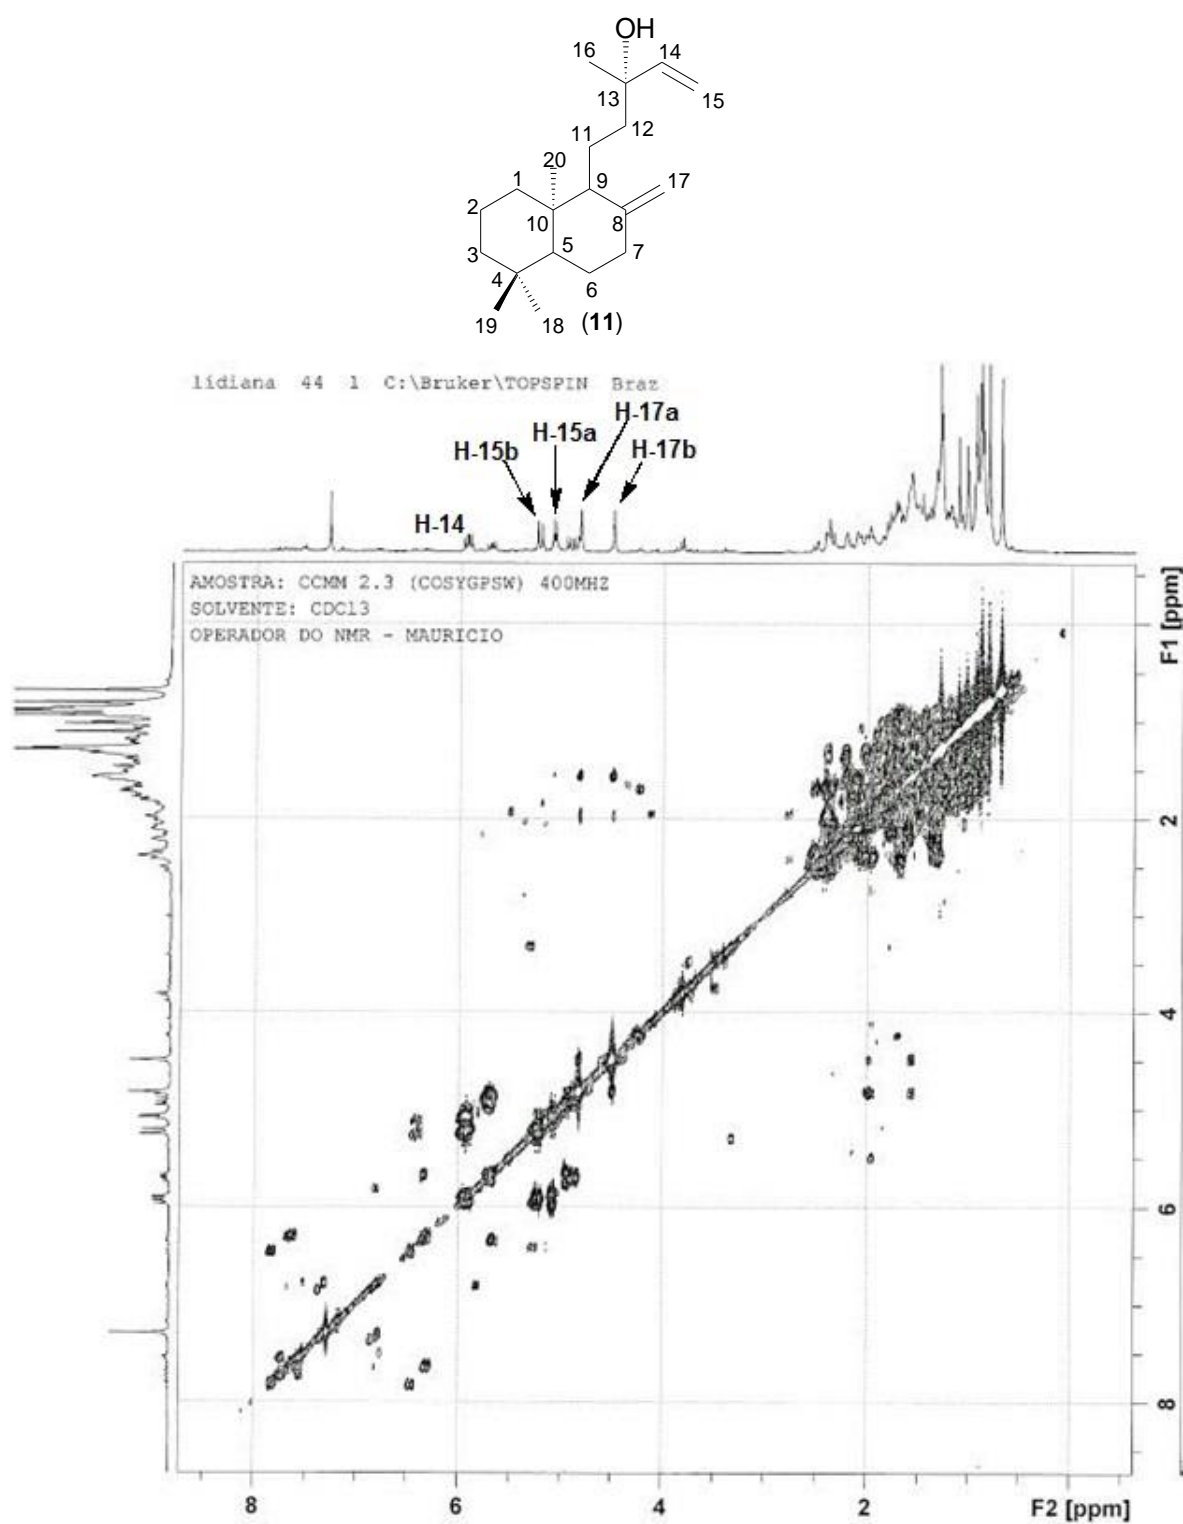 OH
16
14
13
15
12
11
20
1
9
17
2
10
8
3
5
7
4
6
19
18
(11)
lidiana 44 1 C:\Bruker\TOPSPIN Braz
H-17a
H-15a
H-15b
H-17b
H-14
AMOSTRA: CCMM 2.3 (COSYGPSW) 400MHZ
SOLVENTE: CDCl3
OPERADOR DO NMR - MAURICIO
F1 [ppm]
2
4
6
8
8 6 4 2 F2 [ppm]